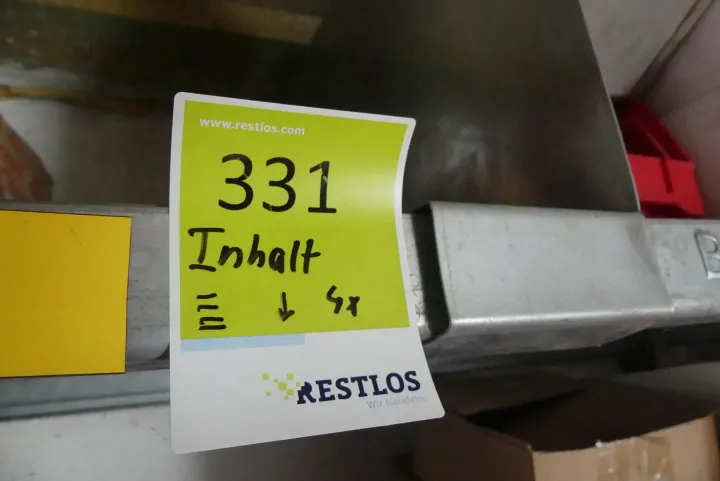 www.restlos.com
331
Inhalt
↓ 4x
RESTLOS
Wir handeln.